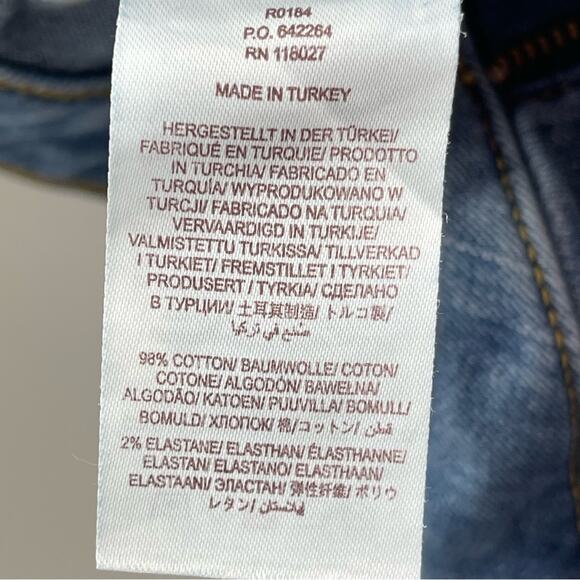 R0184
P.O. 642264
RN 118027
MADE IN TURKEY
HERGESTELLT IN DER TÜRKEI/
FABRIQUÉ EN TURQUIE/ PRODOTTO
IN TURCHIA/ FABRICADO EN
TURQUÍA/ WYPRODUKOWANO W
TURCJI/ FABRICADO NA TURQUIA/
VERVAARDIGD IN TURKIJE/
VALMISTETTU TURKISSA/ TILLVERKAD
I TURKIET/ FREMSTILLET I TYRKIET/
PRODUSERT / TYRKIA/ СДЕЛАНО
В ТУРЦИИ/ 土耳其制造/ トルコ製/
صنع في تركيا
98% COTTON/ BAUMWOLLE/ COTON/
COTONE/ ALGODÓN/ BAWEŁNA/
ALGODÃO/ KATOEN/ PUUVILLA/ BOMULL/
BOMULD/ ХЛОПОК/ 棉/コットン/ قطن/
2% ELASTANE/ ELASTHAN/ ÉLASTHANNE/
ELASTAN/ ELASTANO/ ELASTHAAN/
ELASTAANI/ ЭЛАСТАН/ 弹性纤维/ ポリウ
レタン/ إيلاستان/